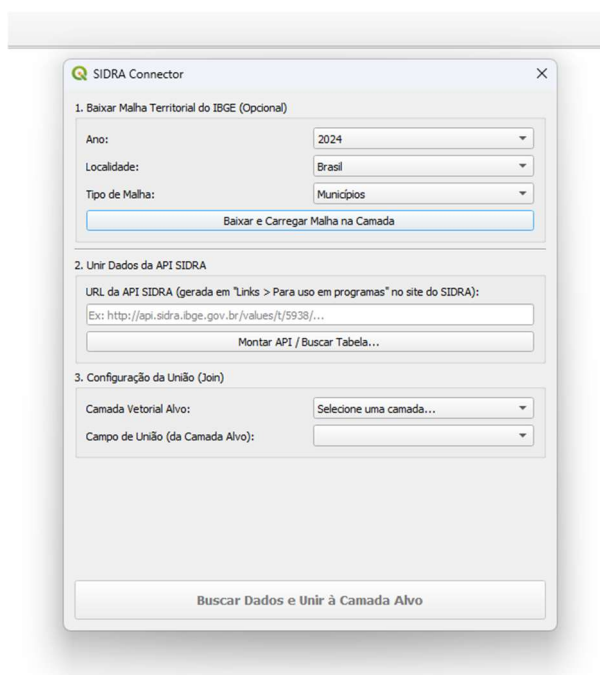 SIDRA Connector
1. Baixar Malha Territorial do IBGE (Opcional)
Ano: 2024
Localidade: Brasil
Tipo de Malha: Municípios
Baixar e Carregar Malha na Camada
2. Unir Dados da API SIDRA
URL da API SIDRA (gerada em "Links > Para uso em programas" no site do SIDRA):
Ex: http://api.sidra.ibge.gov.br/values/t/5938/...
Montar API / Buscar Tabela...
3. Configuração da União (Join)
Camada Vetorial Alvo: Selecione uma camada...
Campo de União (da Camada Alvo):
Buscar Dados e Unir à Camada Alvo